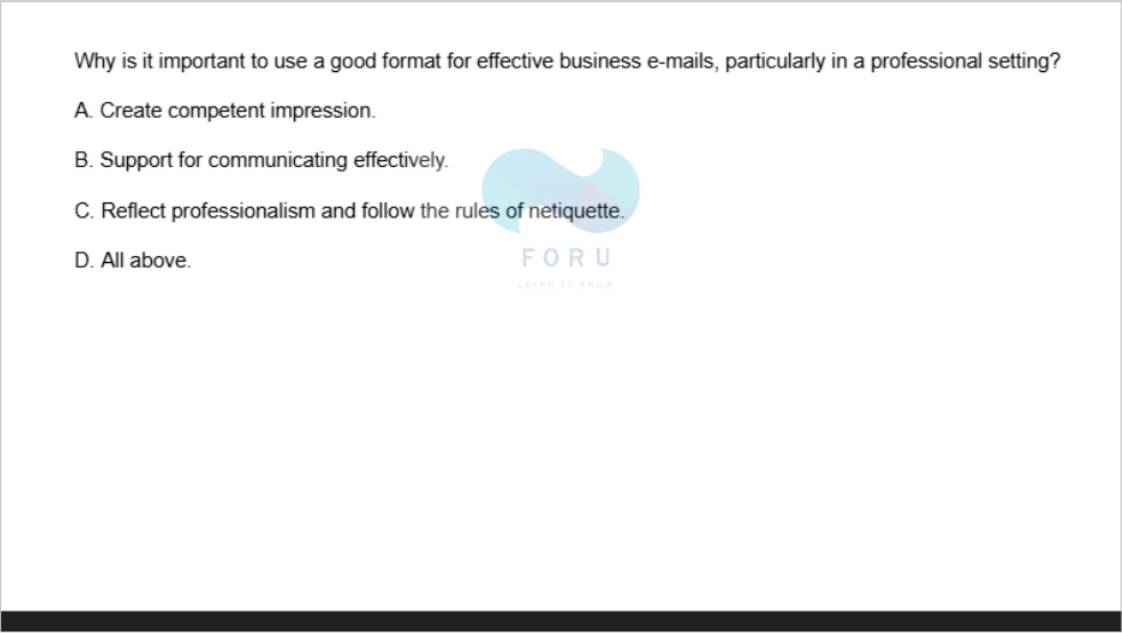 Why is it important to use a good format for effective business e-mails, particularly in a professional setting?
A. Create competent impression.
B. Support for communicating effectively.
C. Reflect professionalism and follow the rules of netiquette.
D. All above.
FORU
LEARN TO KNOW